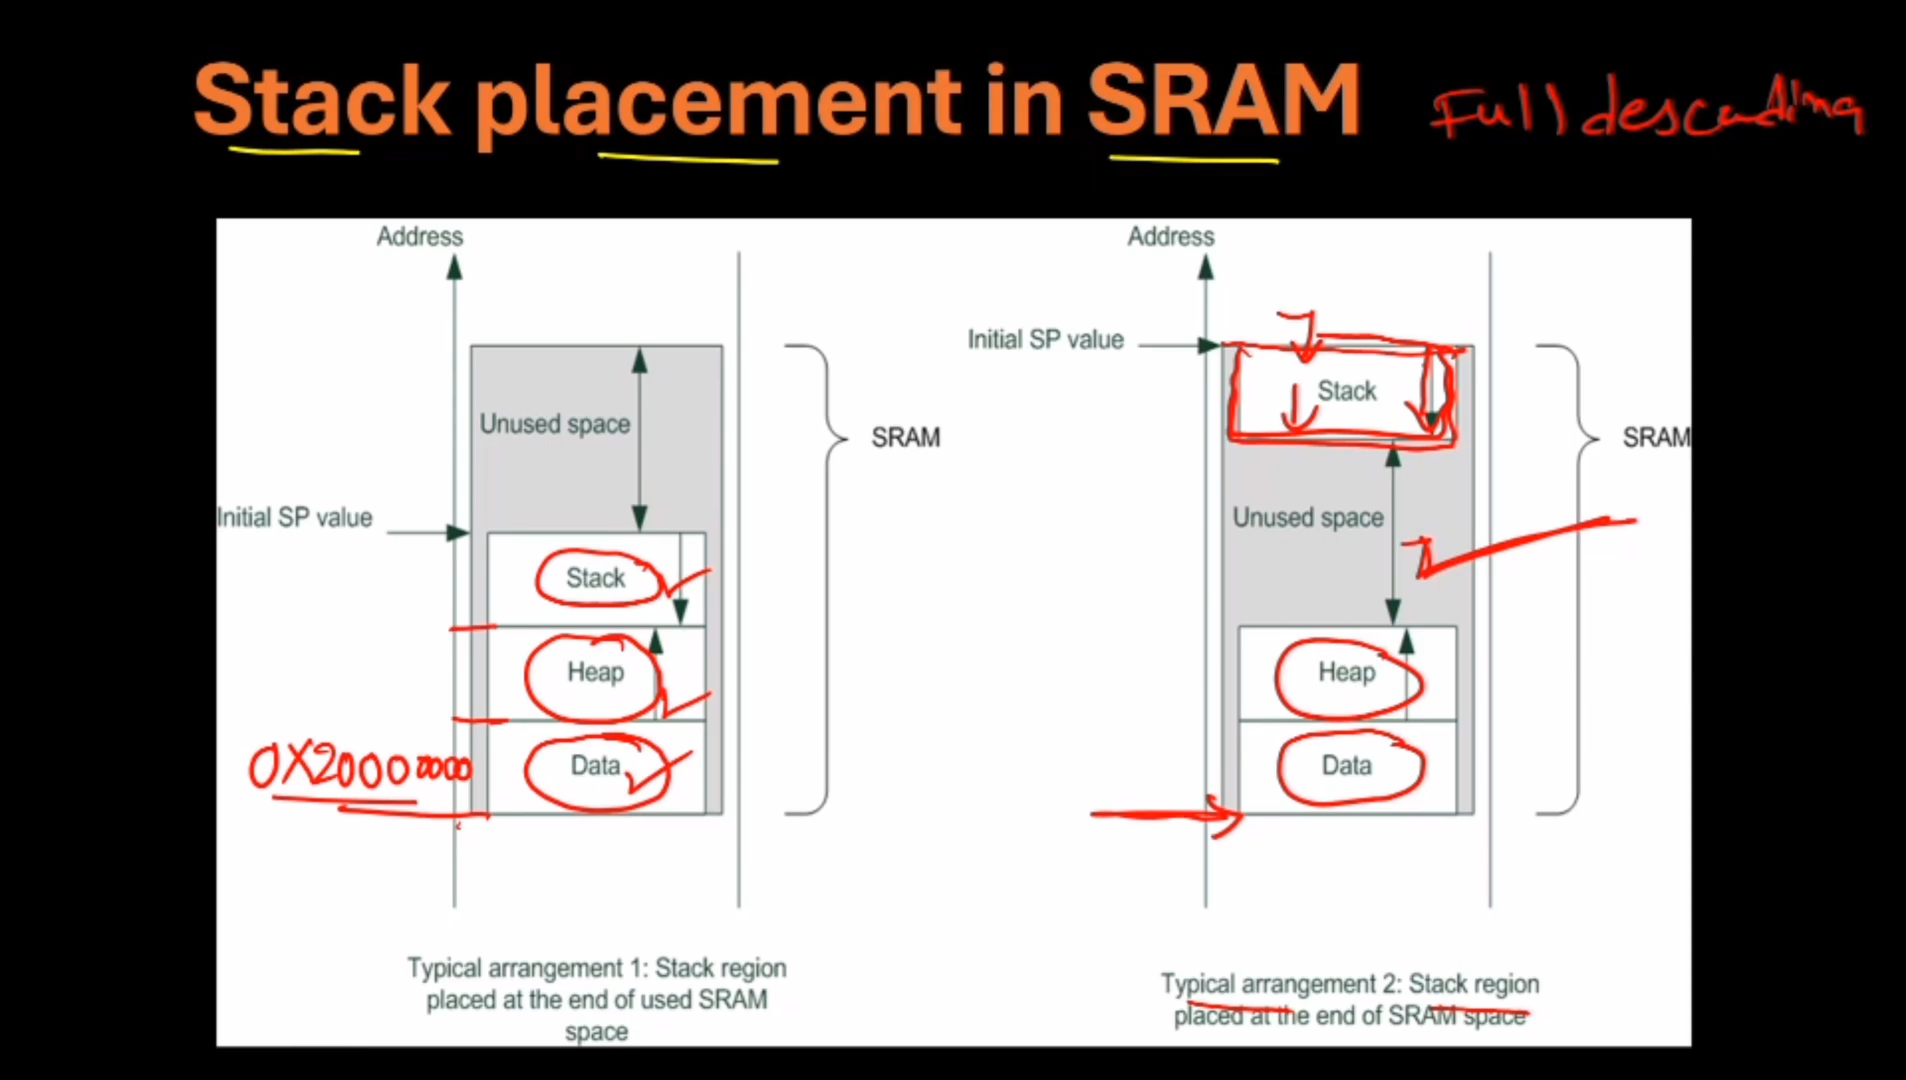 Stack placement in SRAM
Full descending
Address
Unused space
Initial SP value
Stack
Heap
Data
0X20000000
SRAM
Typical arrangement 1: Stack region
placed at the end of used SRAM
space
Address
Initial SP value
Stack
Unused space
Heap
Data
SRAM
Typical arrangement 2: Stack region
placed at the end of SRAM space